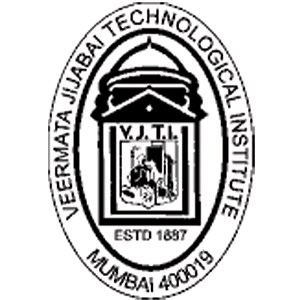 VEERMATA JIJABAI TECHNOLOGICAL INSTITUTE
V.J.T.I.
ESTD 1887
MUMBAI 400019